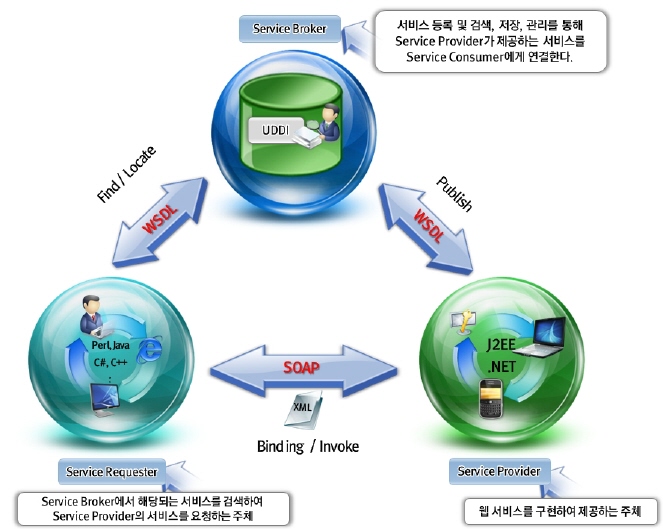 Service Broker
서비스 등록 및 검색, 저장, 관리를 통해
Service Provider가 제공하는 서비스를
Service Consumer에게 연결한다.
UDDI
Find / Locate
WSDL
Publish
WSDL
Perl, Java
C#, C++
:
J2EE
.NET
SOAP
XML
Binding / Invoke
Service Requester
Service Broker에서 해당되는 서비스를 검색하여
Service Provider의 서비스를 요청하는 주체
Service Provider
웹 서비스를 구현하여 제공하는 주체